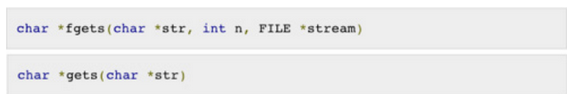 char *fgets(char *str, int n, FILE *stream)
char *gets(char *str)